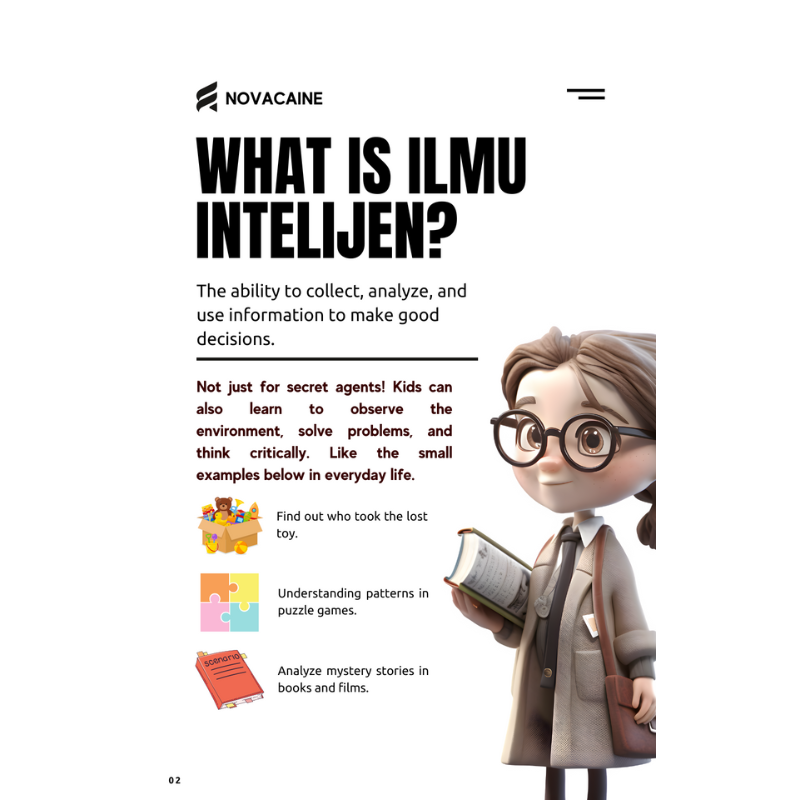 NOVACAINE
WHAT IS ILMU
INTELIJEN?
The ability to collect, analyze, and
use information to make good
decisions.
Not just for secret agents! Kids can
also learn to observe the
environment, solve problems, and
think critically. Like the small
examples below in everyday life.
Find out who took the lost
toy.
Understanding patterns in
puzzle games.
scenario
Analyze mystery stories in
books and films.
02